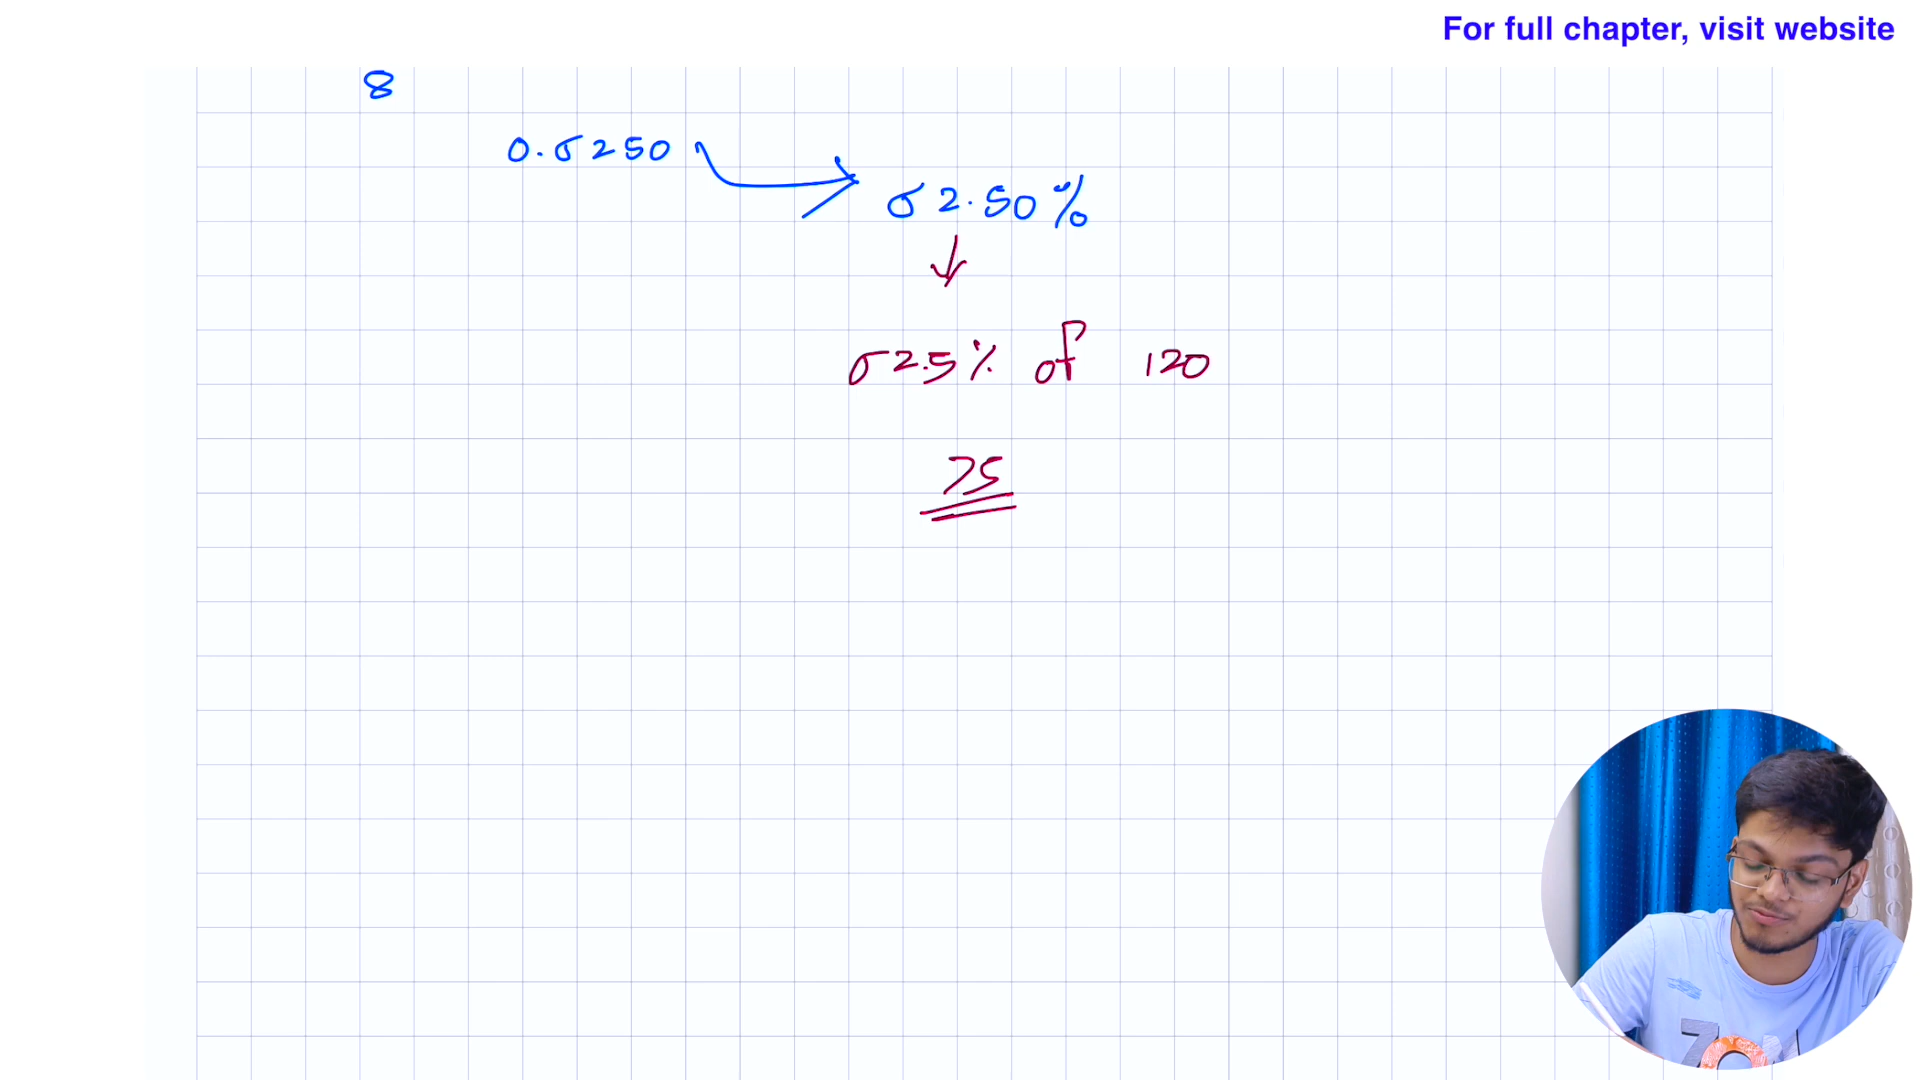 For full chapter, visit website
8
0.6250
62.50%
62.5% of 120
75